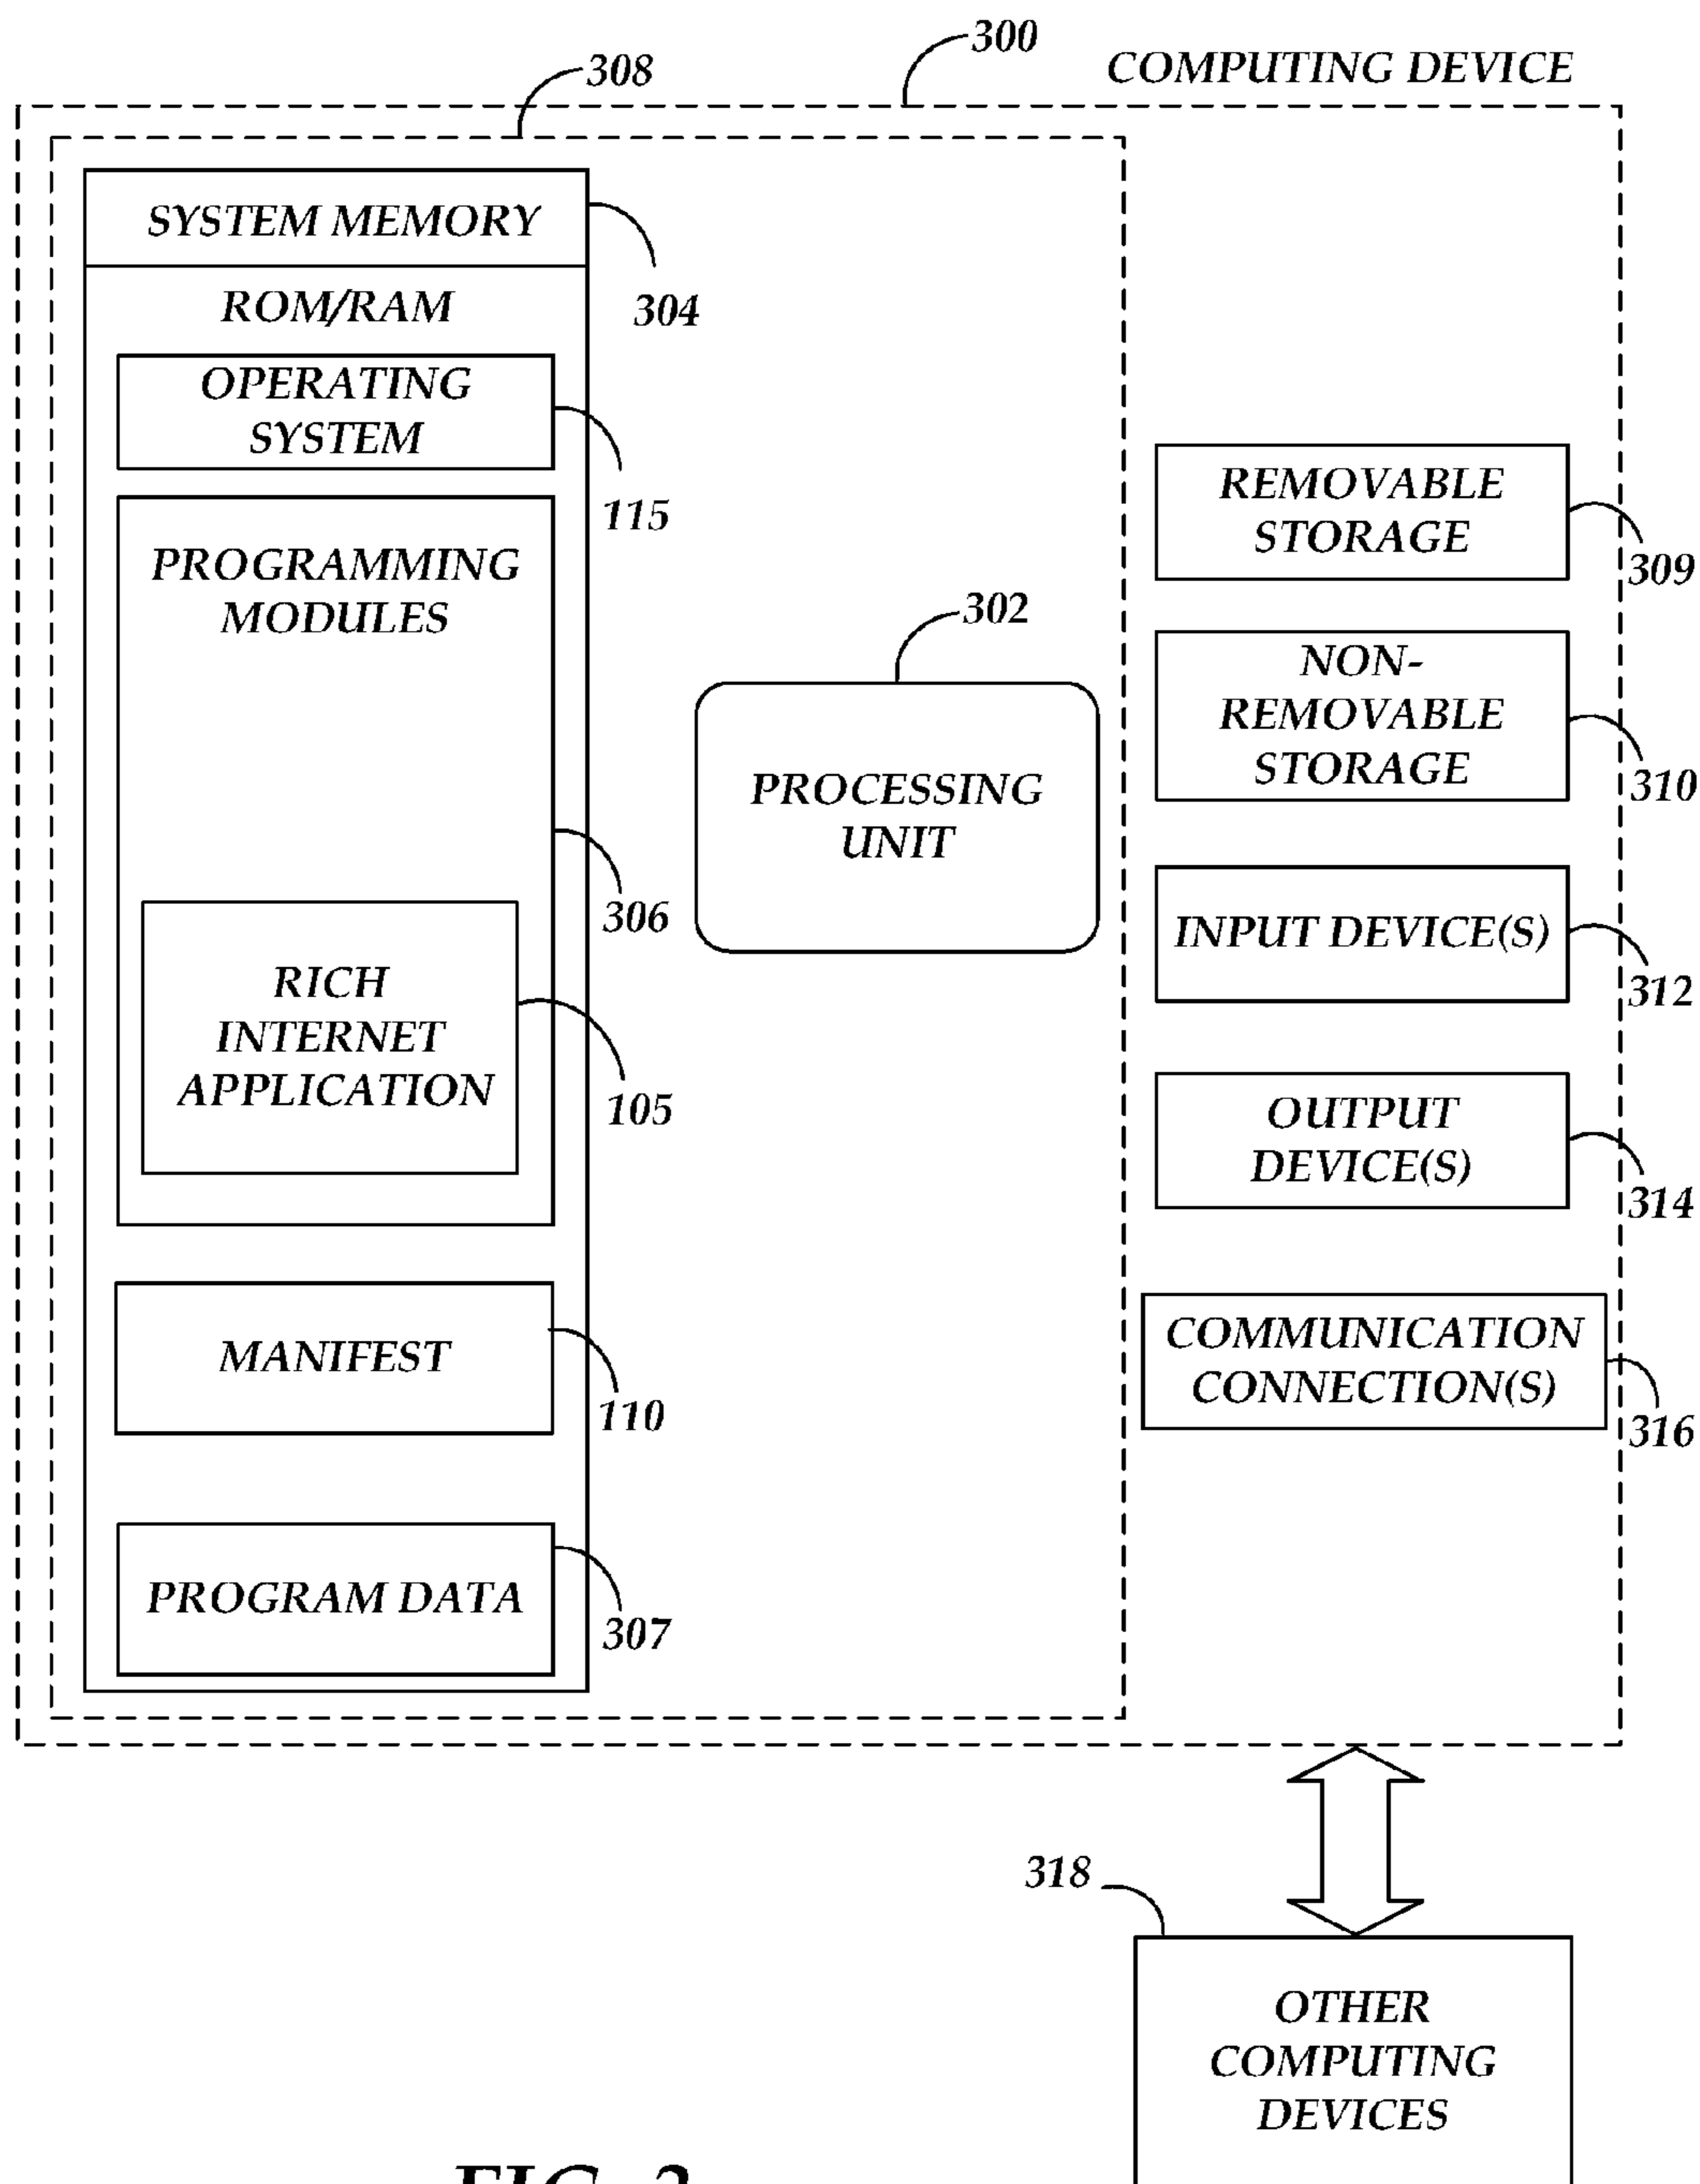 300
COMPUTING DEVICE
308
SYSTEM MEMORY
304
ROM/RAM
OPERATING
SYSTEM
115
PROGRAMMING
MODULES
306
RICH
INTERNET
APPLICATION
105
MANIFEST
110
PROGRAM DATA
307
302
PROCESSING
UNIT
REMOVABLE
STORAGE
309
NON-
REMOVABLE
STORAGE
310
INPUT DEVICE(S)
312
OUTPUT
DEVICE(S)
314
COMMUNICATION
CONNECTION(S)
316
318
OTHER
COMPUTING
DEVICES
FIG.